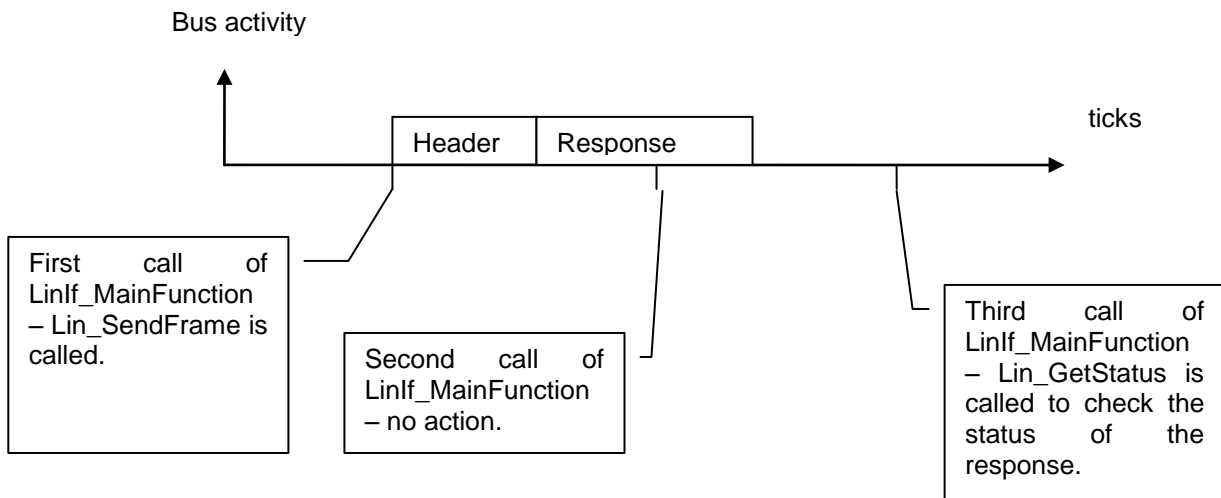 Bus activity
ticks
Header
Response
First call of
LinIf_MainFunction
– Lin_SendFrame is
called.
Second call of
LinIf_MainFunction
– no action.
Third call of
LinIf_MainFunction
– Lin_GetStatus is
called to check the
status of the
response.